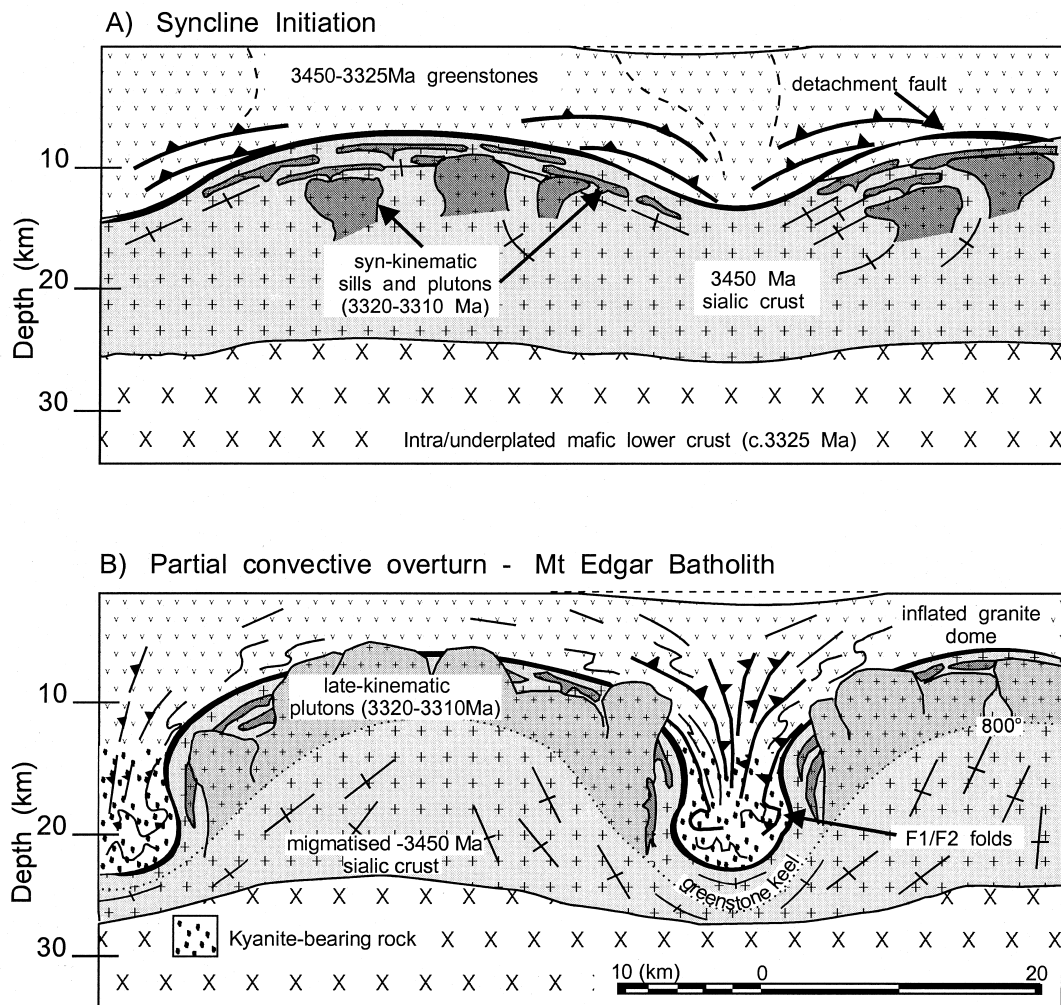 A) Syncline Initiation
3450-3325Ma greenstones
detachment fault
10
20
30
Depth (km)
syn-kinematic
sills and plutons
(3320-3310 Ma)
3450 Ma
sialic crust
Intra/underplated mafic lower crust (c.3325 Ma)
B) Partial convective overturn - Mt Edgar Batholith
inflated granite
dome
late-kinematic
plutons (3320-3310Ma)
800°
10
20
30
Depth (km)
migmatised -3450 Ma
sialic crust
F1/F2 folds
greenstone keel
Kyanite-bearing rock
10 (km) 0 20